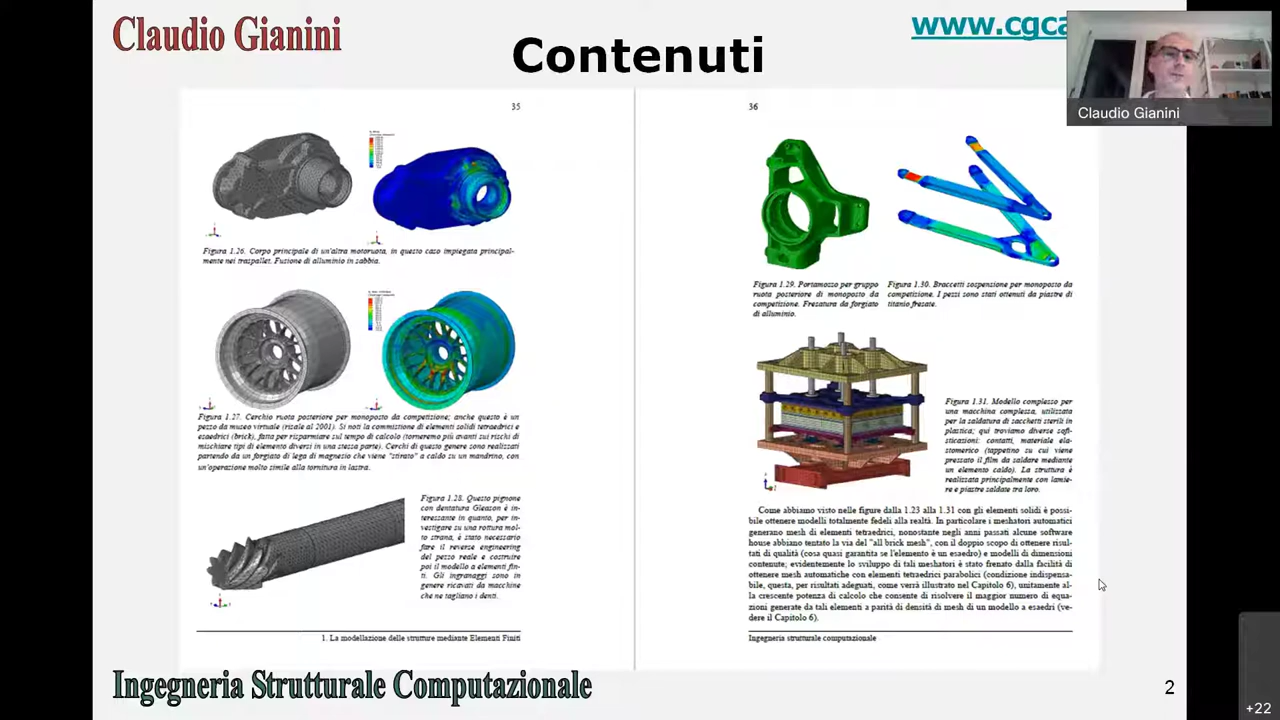 Claudio Gianini
www.cgca
Contenuti
Claudio Gianini
35
Figura 1.26. Corpo principale di un'altra motoruota, in questo caso impiegata principal-
mente nei traspallet. Fusione di alluminio in sabbia.
Figura 1.27. Cerchio ruota posteriore per monoposto da competizione; anche questo è un
pezzo da museo virtuale (risale al 2001). Si noti la commistione di elementi solidi tetraedrici e
esaedrici (brick), fatta per risparmiare sul tempo di calcolo (torneremo più avanti sui rischi di
mischiare tipi di elemento diversi in una stessa parte). Cerchi di questo genere sono realizzati
partendo da un forgiato di lega di magnesio che viene "stirato" a caldo su un mandrino, con
un'operazione molto simile alla tornitura in lastra.
Figura 1.28. Questo pignone
con dentatura Gleason è in-
teressante in quanto, per in-
vestigare su una rottura mol-
to strana, è stato necessario
fare il reverse engineering
del pezzo reale e costruire
poi il modello a elementi fini-
ti. Gli ingranaggi sono in
genere ricavati da macchine
che ne tagliano i denti.
1. La modellazione delle strutture mediante Elementi Finiti
36
Figura 1.29. Portamozzo per gruppo
ruota posteriore di monoposto da
competizione. Fresatura da forgiato
di alluminio.
Figura 1.30. Braccetti sospensione per monoposto da
competizione. I pezzi sono stati ottenuti da piastre di
titanio fresate.
Figura 1.31. Modello complesso per
una macchina complessa, utilizzata
per la saldatura di sacchetti sterili in
plastica; qui troviamo diverse sofi-
sticazioni: contatti, materiale ela-
stomerico (tappetino su cui viene
pressato il film da saldare mediante
un elemento caldo). La struttura è
realizzata principalmente con lamie-
re e piastre saldate tra loro.
Come abbiamo visto nelle figure dalla 1.23 alla 1.31 con gli elementi solidi è possi-
bile ottenere modelli totalmente fedeli alla realtà. In particolare i meshatori automatici
generano mesh di elementi tetraedrici, nonostante negli anni passati alcune software
house abbiano tentato la via del "all brick mesh", con il doppio scopo di ottenere risul-
tati di qualità (cosa quasi garantita se l'elemento è un esaedro) e modelli di dimensioni
contenute; evidentemente lo sviluppo di tali meshatori è stato frenato dalla facilità di
ottenere mesh automatiche con elementi tetraedrici parabolici (condizione indispensa-
bile, questa, per risultati adeguati, come verrà illustrato nel Capitolo 6), unitamente al-
la crescente potenza di calcolo che consente di risolvere il maggior numero di equa-
zioni generate da tali elementi a parità di densità di mesh di un modello a esaedri (ve-
dere il Capitolo 6).
Ingegneria strutturale computazionale
Ingegneria Strutturale Computazionale
2
+22